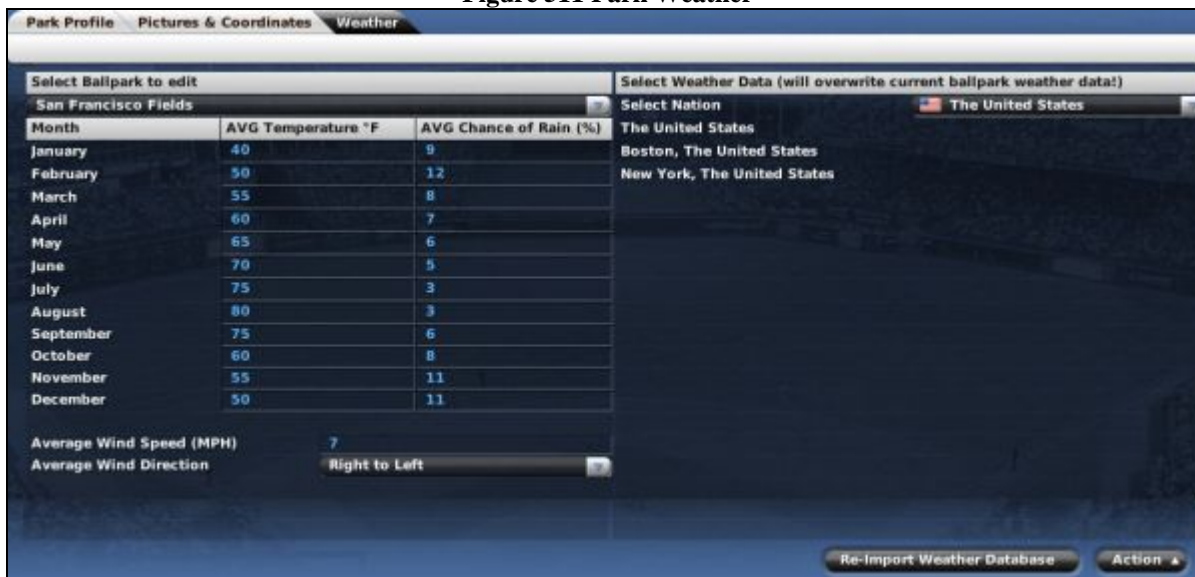 Park Profile Pictures & Coordinates Weather
Select Ballpark to edit
San Francisco Fields
Month AVG Temperature °F AVG Chance of Rain (%)
January 40 9
February 50 12
March 55 8
April 60 7
May 65 6
June 70 5
July 75 3
August 80 3
September 75 6
October 60 8
November 55 11
December 50 11
Average Wind Speed (MPH) 7
Average Wind Direction Right to Left
Select Weather Data (will overwrite current ballpark weather data!)
Select Nation The United States
The United States
Boston, The United States
New York, The United States
Re-Import Weather Database Action